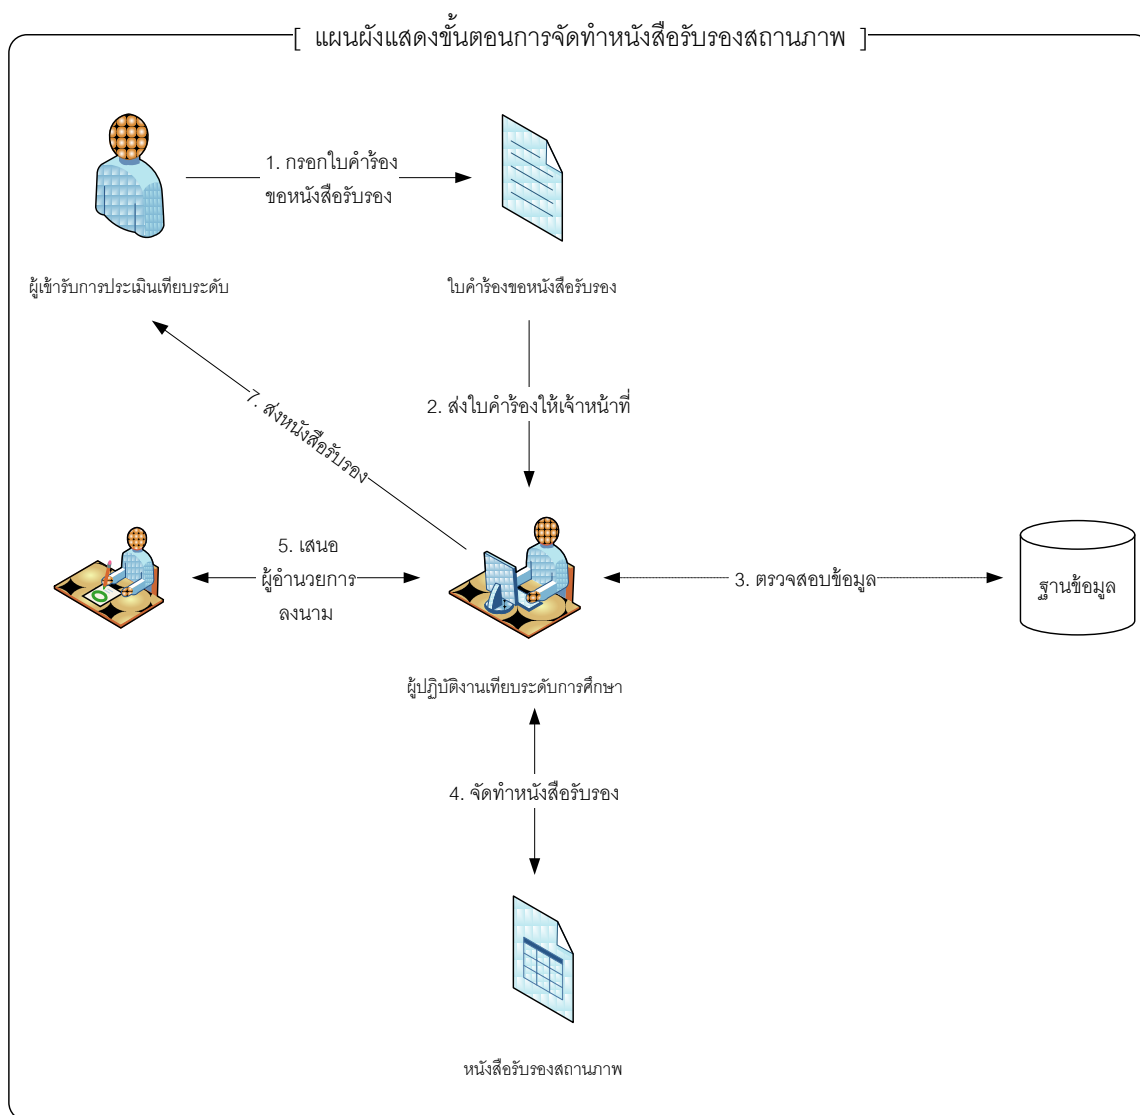 [ แผนผังแสดงขั้นตอนการจัดทำหนังสือรับรองสถานภาพ ]
1. กรอกใบคำร้อง
ขอหนังสือรับรอง
ผู้เข้ารับการประเมินเทียบระดับ
ใบคำร้องขอหนังสือรับรอง
2. ส่งใบคำร้องให้เจ้าหน้าที่
7. ส่งหนังสือรับรอง
5. เสนอ
ผู้อำนวยการ
ลงนาม
3. ตรวจสอบข้อมูล
ฐานข้อมูล
ผู้ปฏิบัติงานเทียบระดับการศึกษา
4. จัดทำหนังสือรับรอง
หนังสือรับรองสถานภาพ